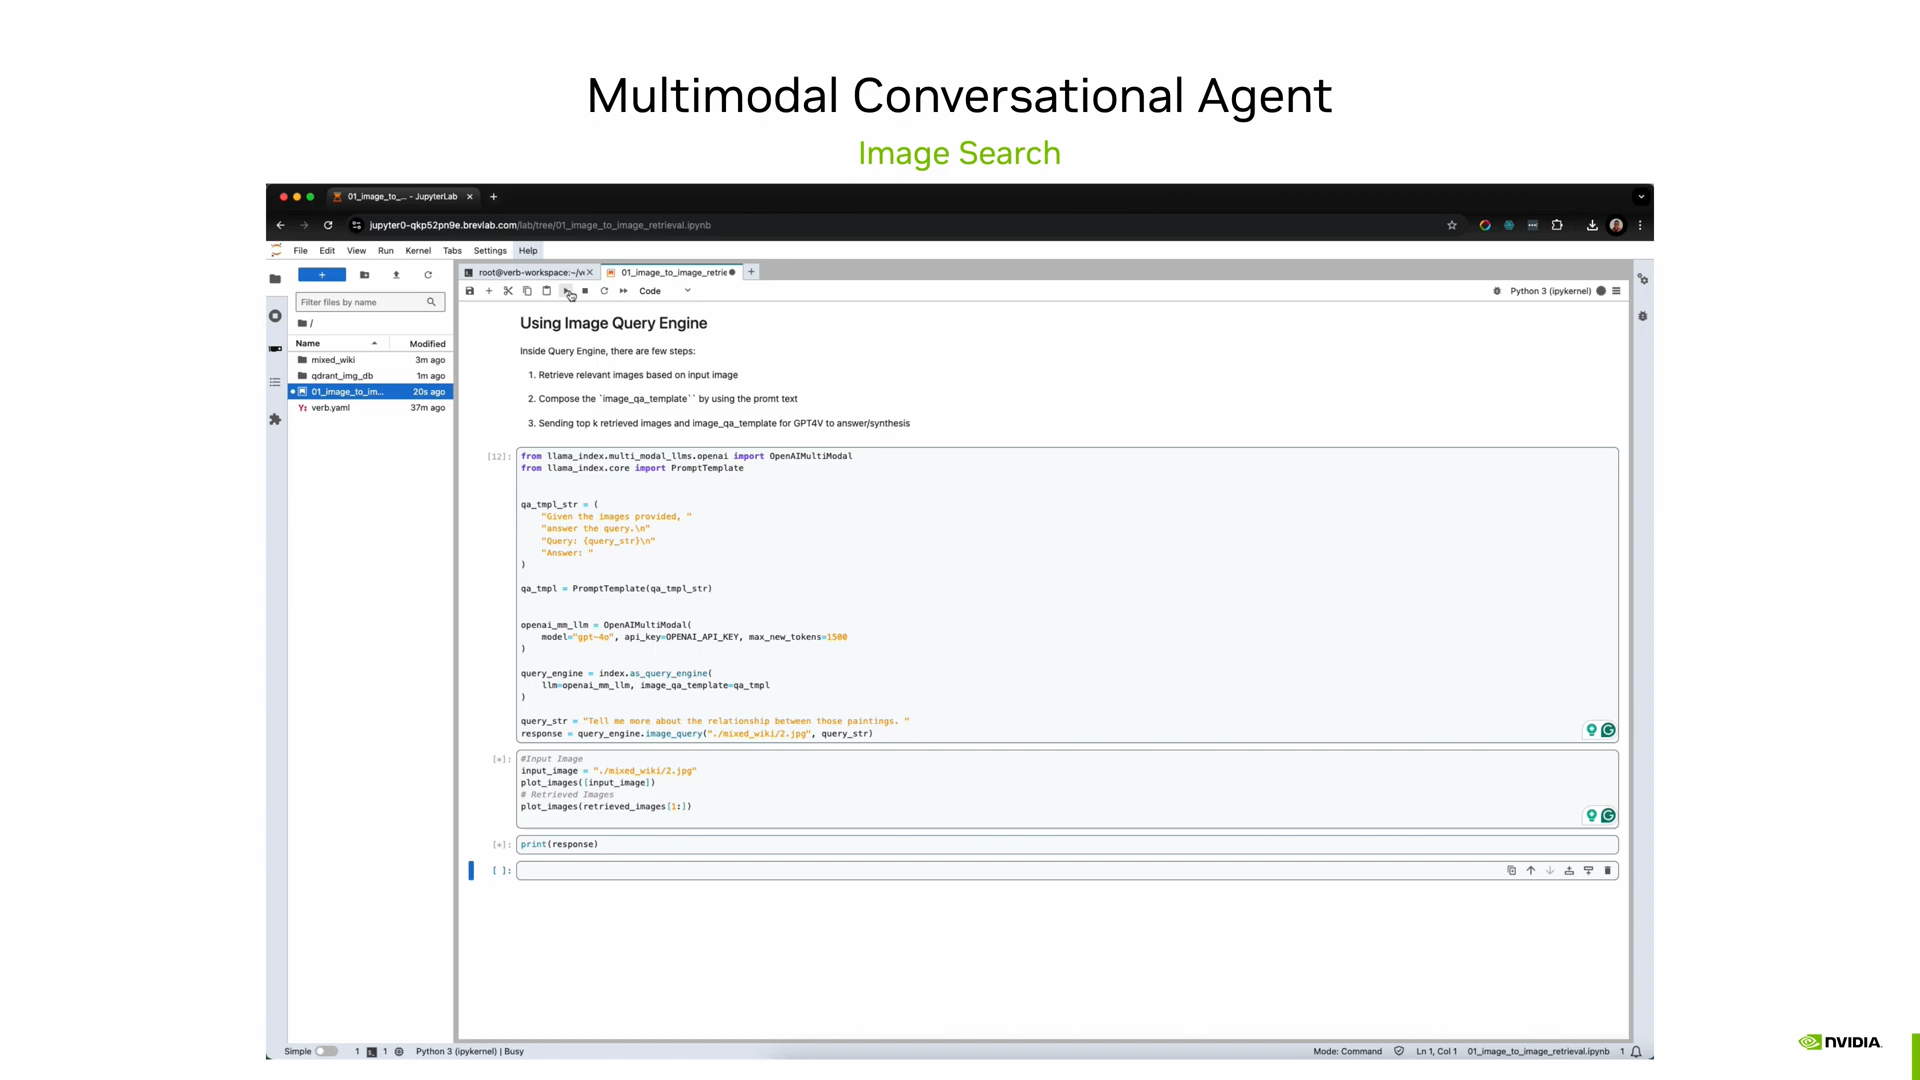 Multimodal Conversational Agent
Image Search
01_image_to_... - JupyterLab
jupyter0-qkp52pn9e.brevlab.com/lab/tree/01_image_to_image_retrieval.ipynb
File Edit View Run Kernel Tabs Settings Help
root@verb-workspace:~/ve
01_image_to_image_retrie
Code
Python 3 (ipykernel)
Filter files by name
/
Name Modified
mixed_wiki 3m ago
qdrant_img_db 1m ago
01_image_to_im... 20s ago
verb.yaml 37m ago
Using Image Query Engine
Inside Query Engine, there are few steps:
1. Retrieve relevant images based on input image
2. Compose the `image_qa_template`` by using the promt text
3. Sending top k retrieved images and image_qa_template for GPT4V to answer/synthesis
[12]:
from llama_index.multi_modal_llms.openai import OpenAIMultiModal
from llama_index.core import PromptTemplate
qa_tmpl_str = (
"Given the images provided, "
"answer the query.\n"
"Query: {query_str}\n"
"Answer: "
)
qa_tmpl = PromptTemplate(qa_tmpl_str)
openai_mm_llm = OpenAIMultiModal(
model="gpt-4o", api_key=OPENAI_API_KEY, max_new_tokens=1500
)
query_engine = index.as_query_engine(
llm=openai_mm_llm, image_qa_template=qa_tmpl
)
query_str = "Tell me more about the relationship between those paintings. "
response = query_engine.image_query("./mixed_wiki/2.jpg", query_str)
[*]:
#Input Image
input_image = "./mixed_wiki/2.jpg"
plot_images([input_image])
# Retrieved Images
plot_images(retrieved_images[1:])
[*]:
print(response)
[ ]:
Simple 1 1 Python 3 (ipykernel) | Busy
Mode: Command Ln 1, Col 1 01_image_to_image_retrieval.ipynb 1
NVIDIA